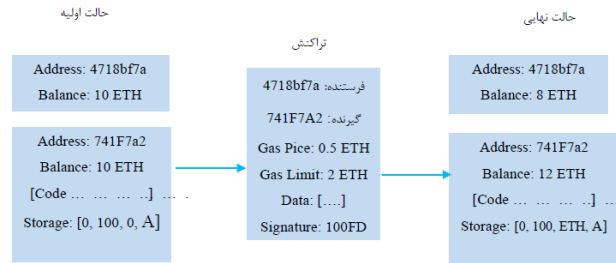 حالت اولیه
Address: 4718bf7a
Balance: 10 ETH
Address: 741F7a2
Balance: 10 ETH
[Code … … … ..] … .
Storage: [0, 100, 0, A]
تراکنش
فرستنده: 4718bf7a
گیرنده: 741F7A2
Gas Pice: 0.5 ETH
Gas Limit: 2 ETH
Data: [….]
Signature: 100FD
حالت نهایی
Address: 4718bf7a
Balance: 8 ETH
Address: 741F7a2
Balance: 12 ETH
[Code … … … ..] …
Storage: [0, 100, ETH, A]